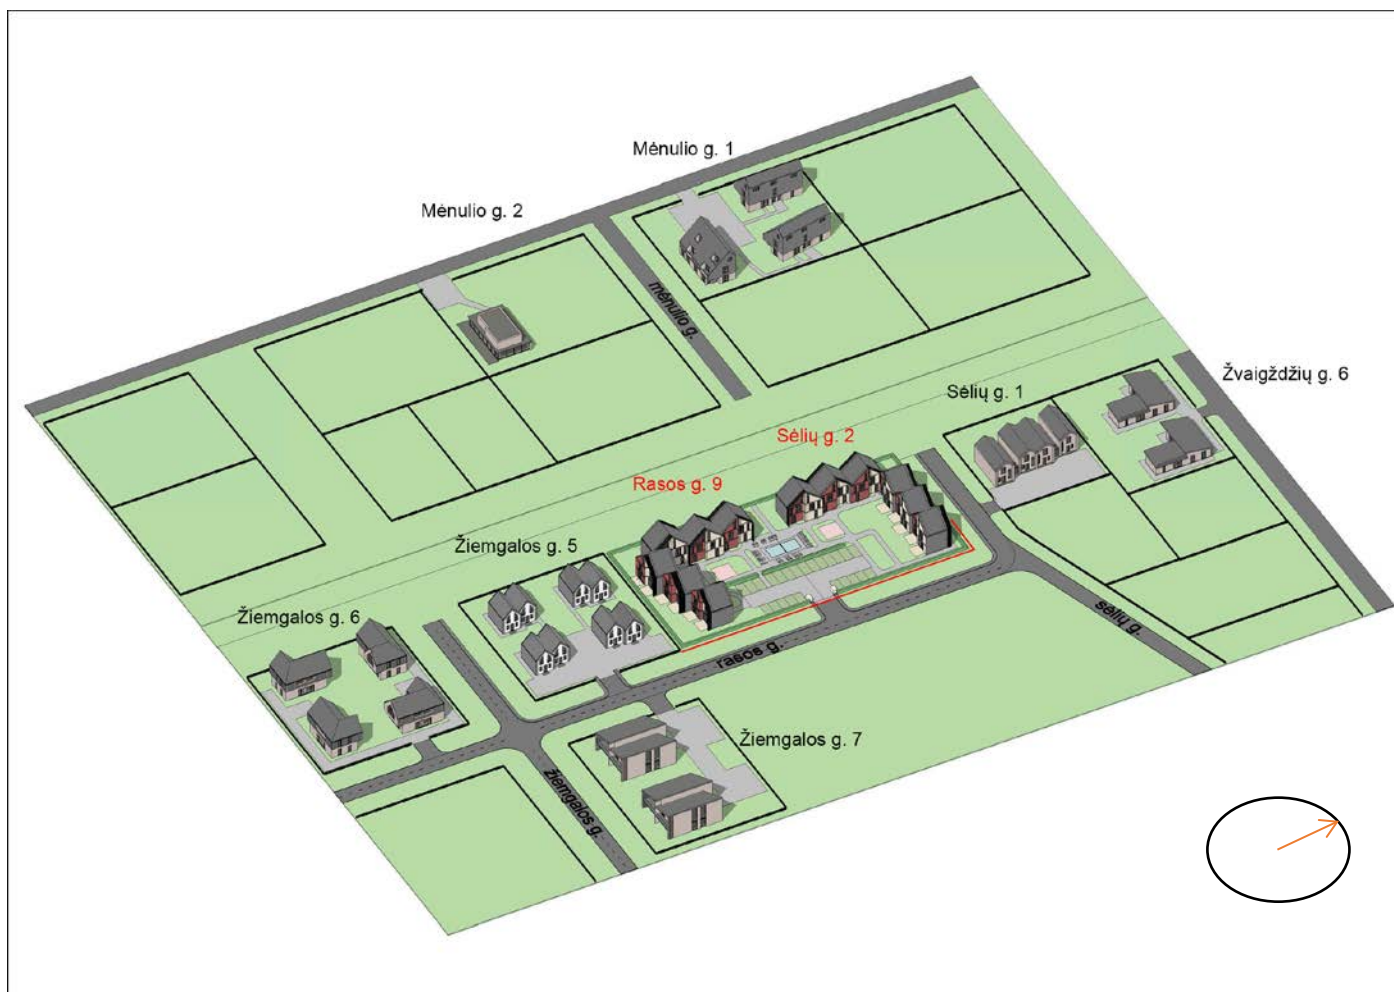 Mėnulio g. 1
Mėnulio g. 2
mėnulio g.
Žvaigždžių g. 6
Sėlių g. 1
Sėlių g. 2
Rasos g. 9
Žiemgalos g. 5
Žiemgalos g. 6
sėlių g.
rasos g.
Žiemgalos g. 7
žiemgalos g.